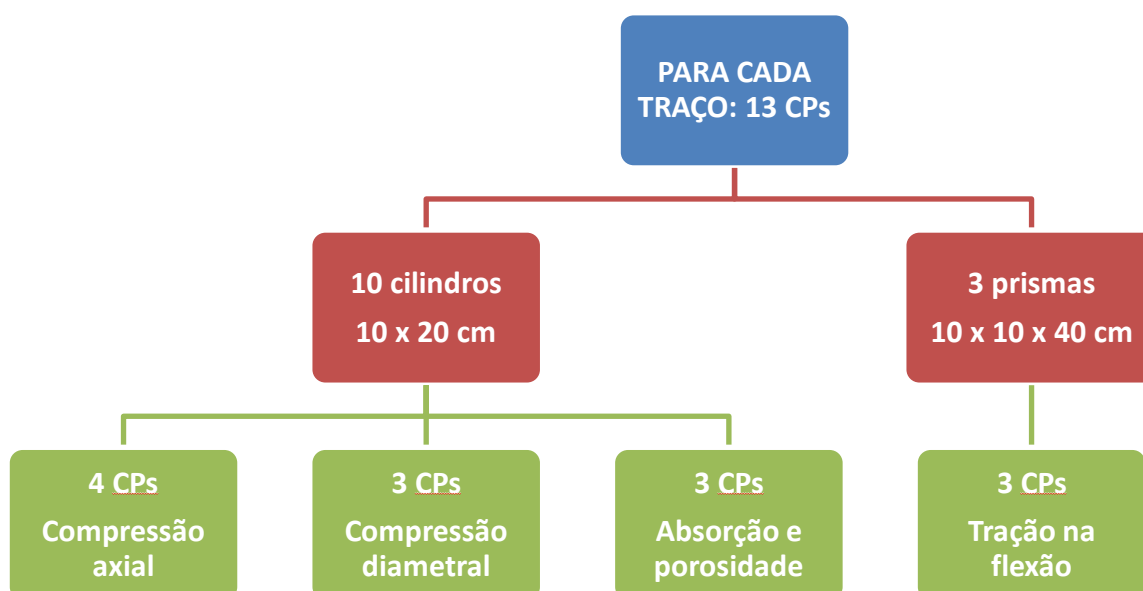 PARA CADA
TRAÇO: 13 CPs
10 cilindros
10 x 20 cm
3 prismas
10 x 10 x 40 cm
4 CPs
Compressão
axial
3 CPs
Compressão
diametral
3 CPs
Absorção e
porosidade
3 CPs
Tração na
flexão